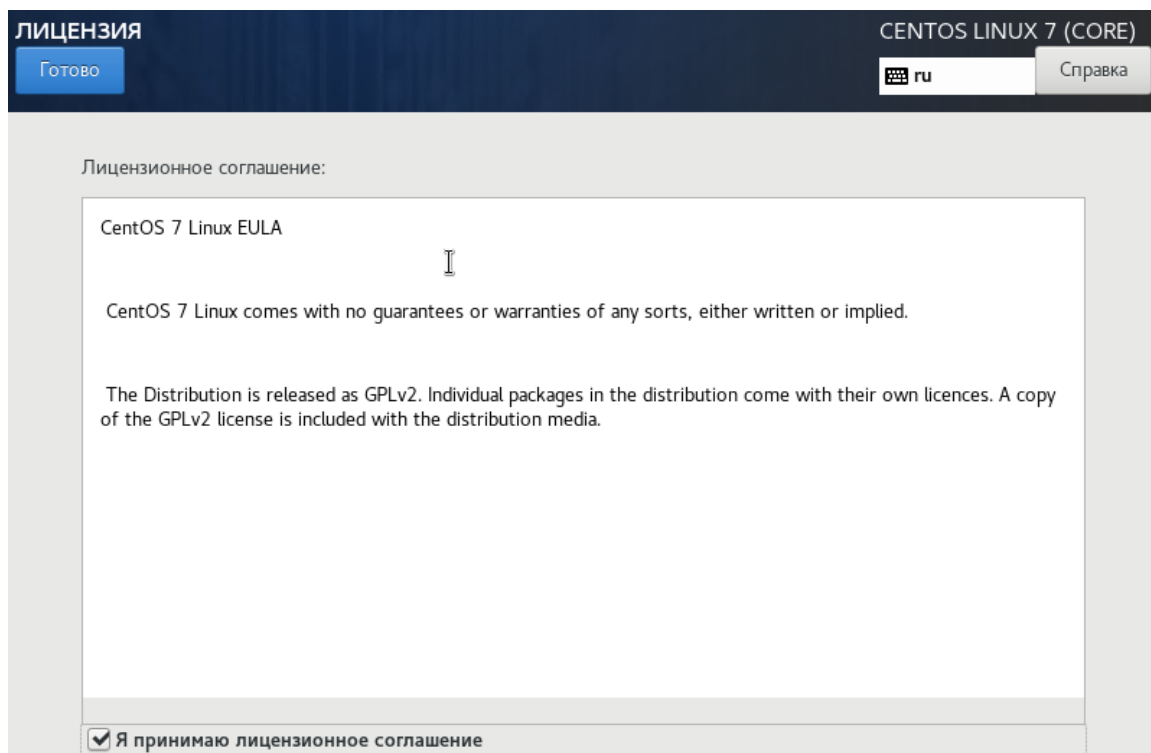 ЛИЦЕНЗИЯ
CENTOS LINUX 7 (CORE)
Готово
ru
Справка
Лицензионное соглашение:
CentOS 7 Linux EULA
CentOS 7 Linux comes with no guarantees or warranties of any sorts, either written or implied.
The Distribution is released as GPLv2. Individual packages in the distribution come with their own licences. A copy
of the GPLv2 license is included with the distribution media.
Я принимаю лицензионное соглашение